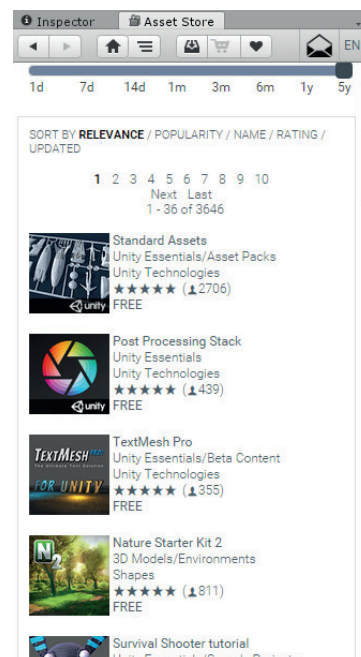 Inspector
Asset Store
EN
1d 7d 14d 1m 3m 6m 1y 5y
SORT BY RELEVANCE / POPULARITY / NAME / RATING /
UPDATED
1 2 3 4 5 6 7 8 9 10
Next Last
1 - 36 of 3646
Standard Assets
Unity Essentials/Asset Packs
Unity Technologies
★★★★★ (2706)
FREE
unity
Post Processing Stack
Unity Essentials
Unity Technologies
★★★★★ (439)
FREE
unity
TEXTMESH PRO
FOR UNITY
TextMesh Pro
Unity Essentials/Beta Content
Unity Technologies
★★★★★ (355)
FREE
N2
Nature Starter Kit 2
3D Models/Environments
Shapes
★★★★★ (811)
FREE
Survival Shooter tutorial